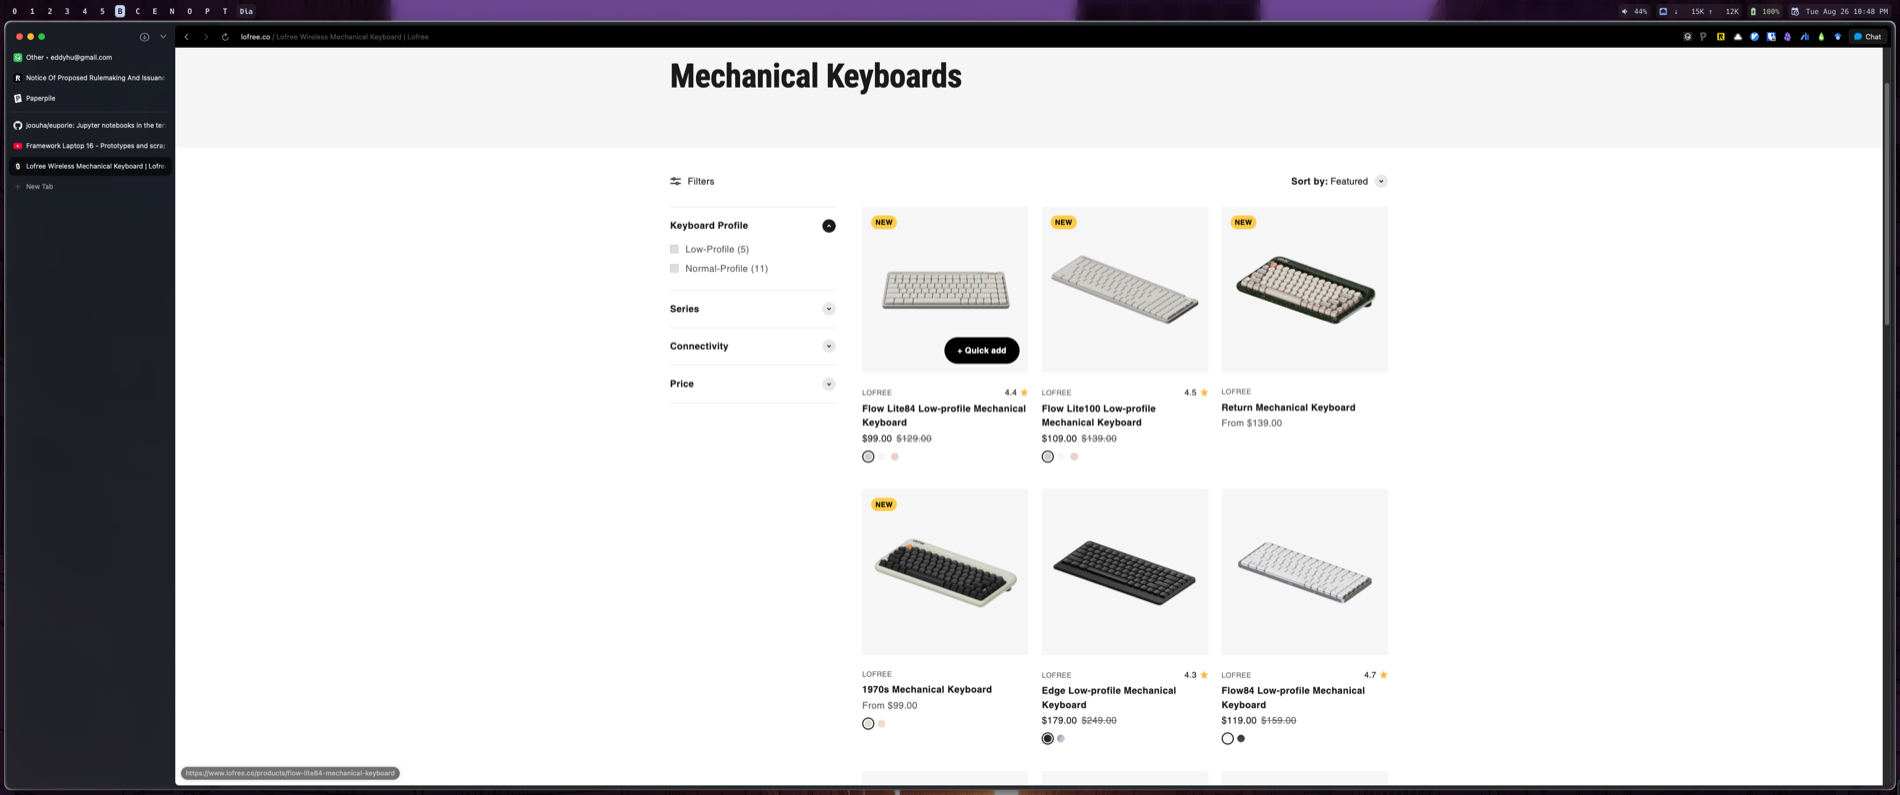 0 1 2 3 4 5 B C E N O P T Dia
44% ↓ 15K ↑ 12K 100% Tue Aug 26 10:48 PM
lofree.co / Lofree Wireless Mechanical Keyboard | Lofree
Chat
Other • eddyhu@gmail.com
Notice Of Proposed Rulemaking And Issuanc
Paperpile
joouha/euporie: Jupyter notebooks in the ter
Framework Laptop 16 - Prototypes and scra
Lofree Wireless Mechanical Keyboard | Lofre
+ New Tab
Mechanical Keyboards
Filters
Sort by: Featured
Keyboard Profile
Low-Profile (5)
Normal-Profile (11)
Series
Connectivity
Price
NEW
+ Quick add
LOFREE 4.4
Flow Lite84 Low-profile Mechanical
Keyboard
$99.00 $129.00
NEW
LOFREE 4.5
Flow Lite100 Low-profile
Mechanical Keyboard
$109.00 $139.00
NEW
LOFREE
Return Mechanical Keyboard
From $139.00
NEW
LOFREE
1970s Mechanical Keyboard
From $99.00
LOFREE 4.3
Edge Low-profile Mechanical
Keyboard
$179.00 $249.00
LOFREE 4.7
Flow84 Low-profile Mechanical
Keyboard
$119.00 $159.00
https://www.lofree.co/products/flow-lite84-mechanical-keyboard